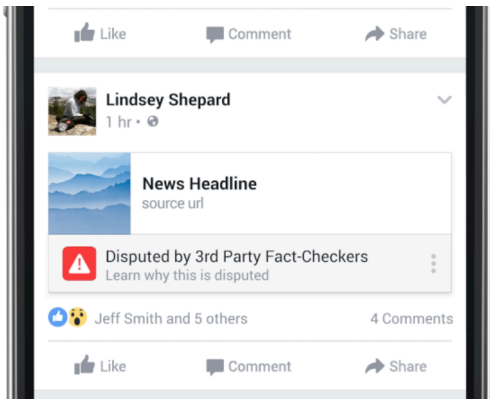 Like Comment Share
Lindsey Shepard
1 hr •
News Headline
source url
Disputed by 3rd Party Fact-Checkers
Learn why this is disputed
Jeff Smith and 5 others 4 Comments
Like Comment Share